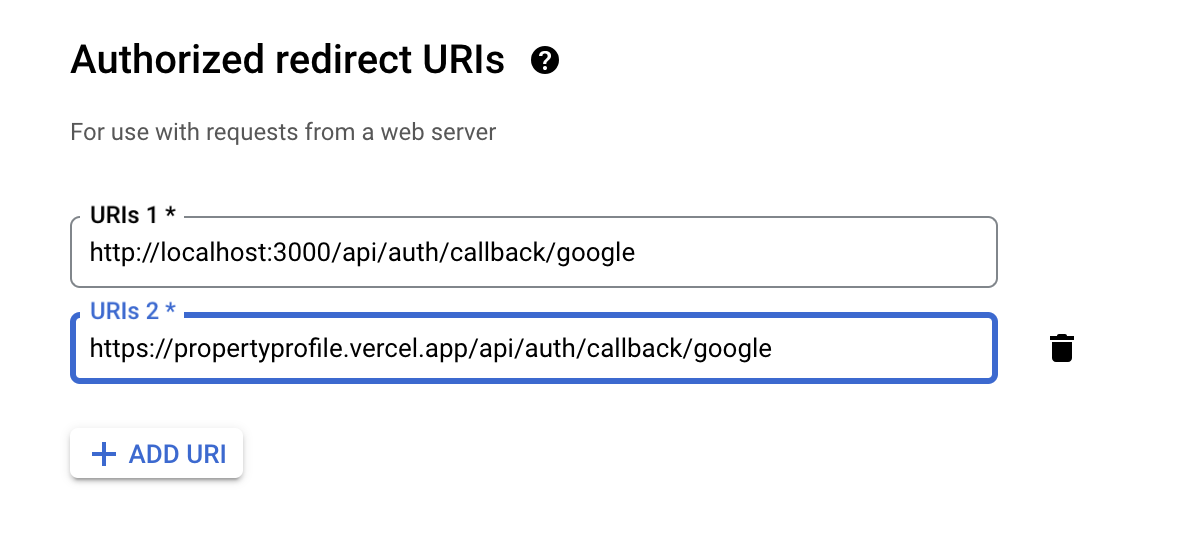 Authorized redirect URIs
For use with requests from a web server
URIs 1 *
http://localhost:3000/api/auth/callback/google
URIs 2 *
https://propertyprofile.vercel.app/api/auth/callback/google
ADD URI